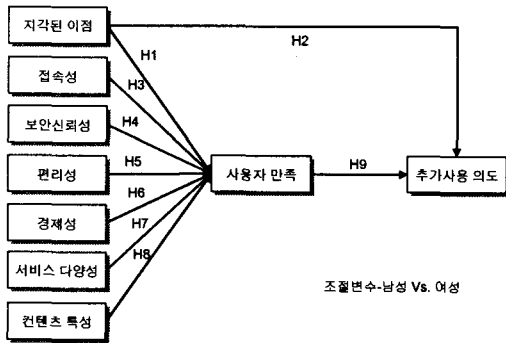 지각된 이점
H2
H1
접속성
H3
보안신뢰성
H4
편리성
H5
사용자 만족
H9
추가사용 의도
H6
경제성
H7
서비스 다양성
H8
조절변수-남성 Vs. 여성
컨텐츠 특성